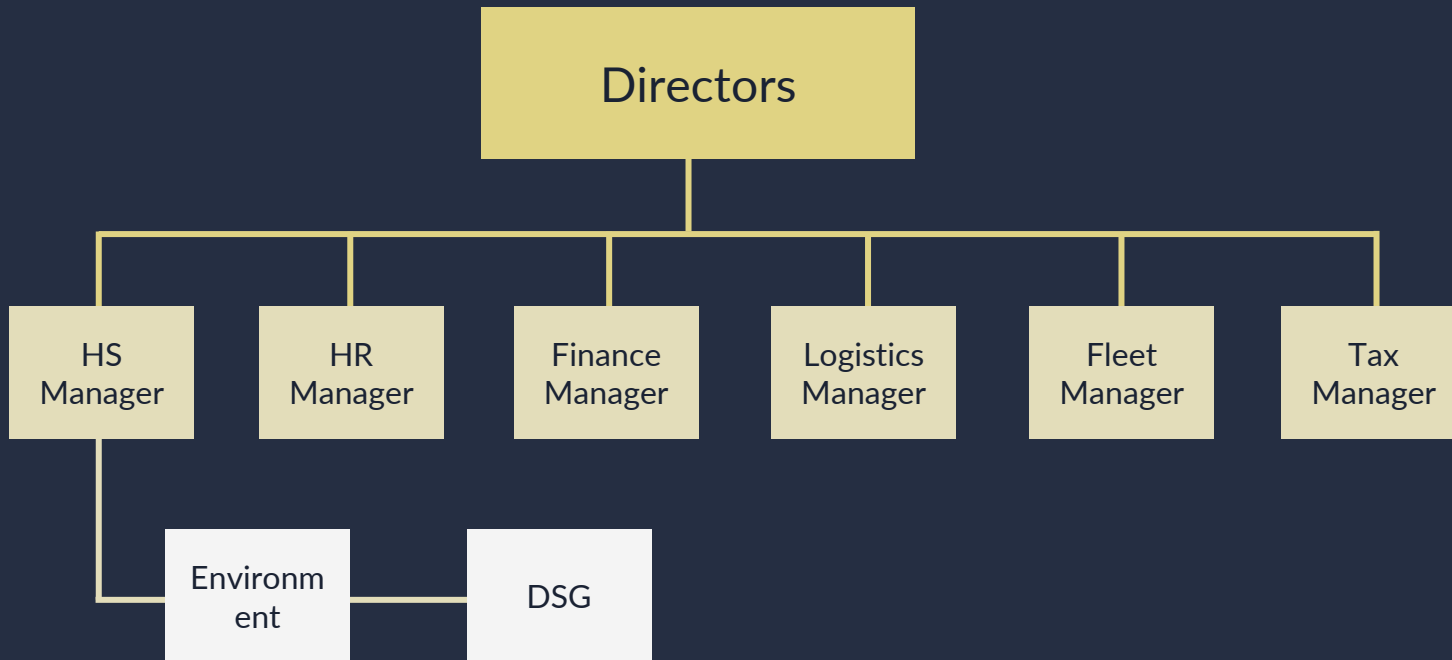 Directors
HS
Manager
HR
Manager
Finance
Manager
Logistics
Manager
Fleet
Manager
Tax
Manager
Environm
ent
DSG